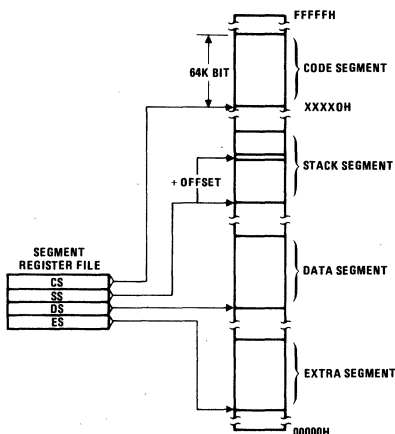 FFFFFH
64K BIT
CODE SEGMENT
XXXX0H
STACK SEGMENT
+ OFFSET
SEGMENT
REGISTER FILE
CS
SS
DS
ES
DATA SEGMENT
EXTRA SEGMENT
00000H